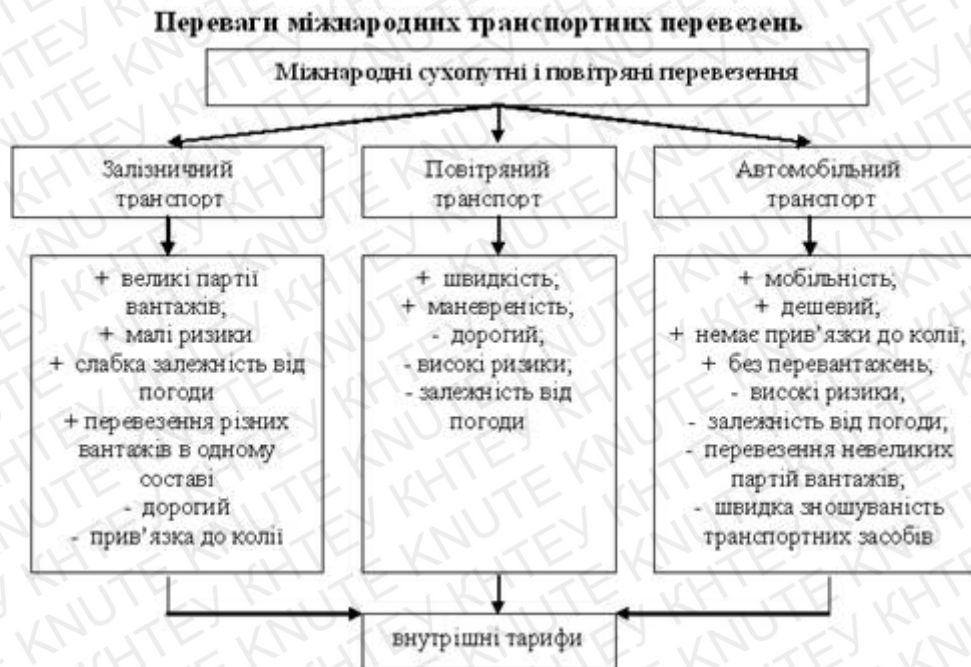 Переваги міжнародних транспортних перевезень
Міжнародні сухопутні і повітряні перевезення
Залізничний
транспорт
Повітряний
транспорт
Автомобільний
транспорт
+ великі партії
вантажів;
+ малі ризики
+ слабка залежність від
погоди
+ перевезення різних
вантажів в одному
составі
- дорогий
- прив’язка до колії
+ швидкість;
+ маневреність;
- дорогий;
- високі ризики;
- залежність від
погоди
+ мобільність;
+ дешевий;
+ немає прив’язки до колії;
+ без перевантажень;
- високі ризики;
- залежність від погоди;
- перевезення невеликих
партій вантажів;
- швидка зношуваність
транспортних засобів
внутрішні тарифи